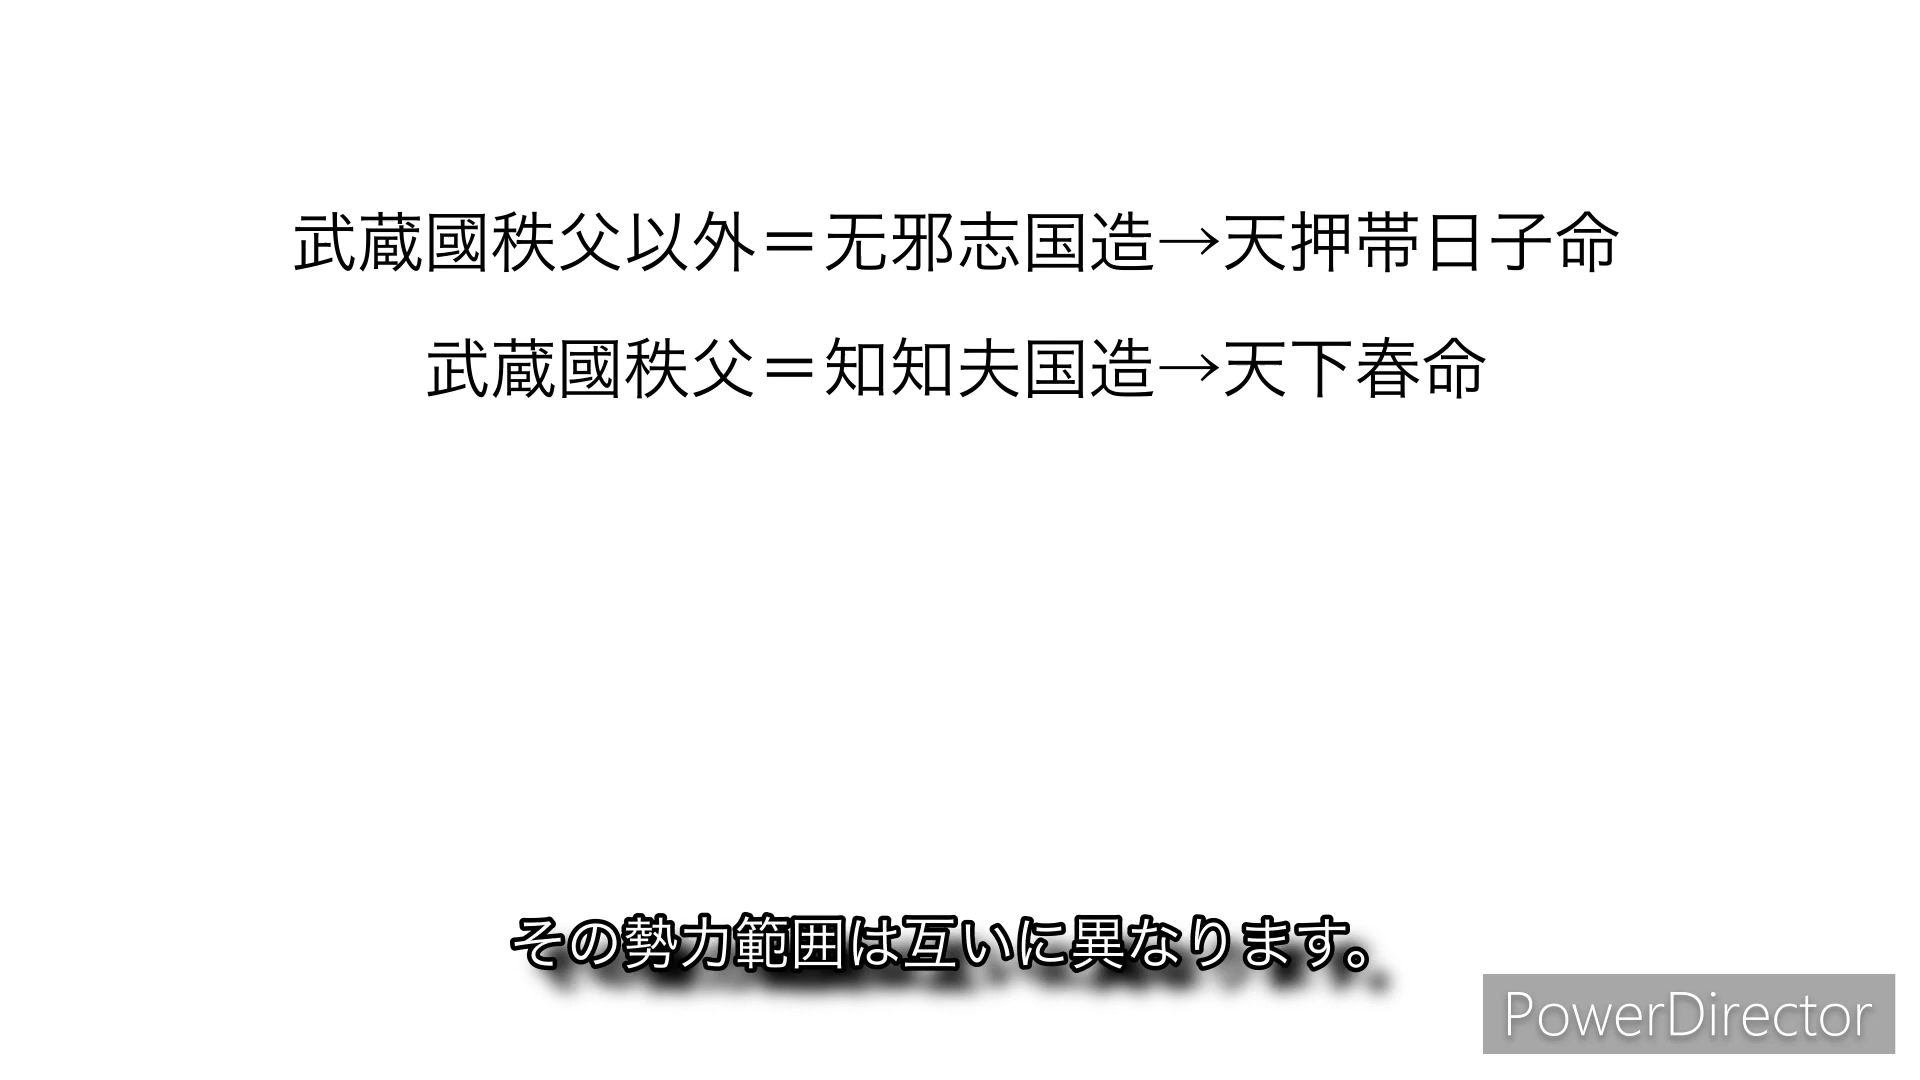 武蔵國秩父以外＝无邪志国造→天押帯日子命
武蔵國秩父＝知知夫国造→天下春命
その勢力範囲は互いに異なります。
PowerDirector